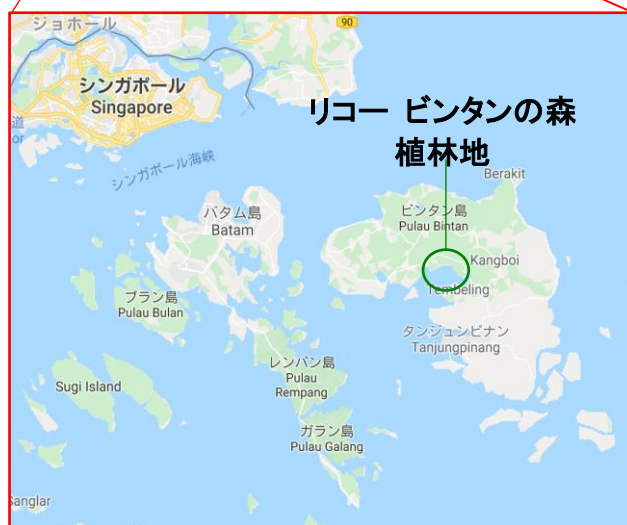 ジョホール
90
シンガポール
Singapore
道
or
シンガポール海峡
リコー ビンタンの森
植林地
Berakit
バタム島
Batam
ビンタン島
Pulau Bintan
Kangboi
Tembeling
ブラン島
Pulau Bulan
タンジュンピナン
Tanjungpinang
レンパン島
Pulau
Rempang
Sugi Island
ガラン島
Pulau Galang
Sanglar